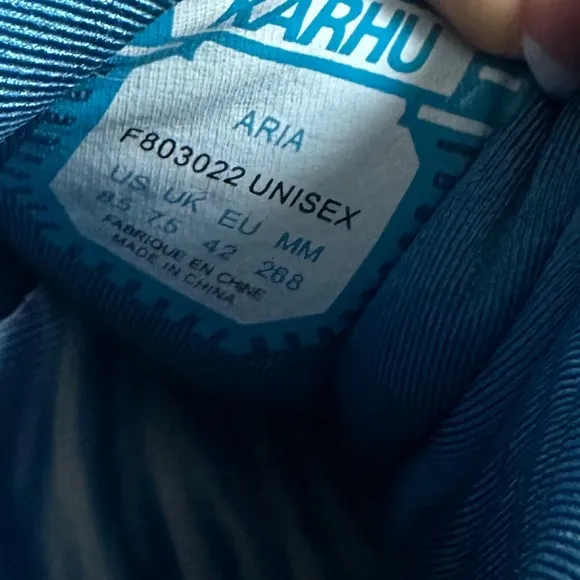 KARHU
ARIA
F803022 UNISEX
US UK EU MM
8.5 7.5 42 268
FABRIQUE EN CHINE
MADE IN CHINA